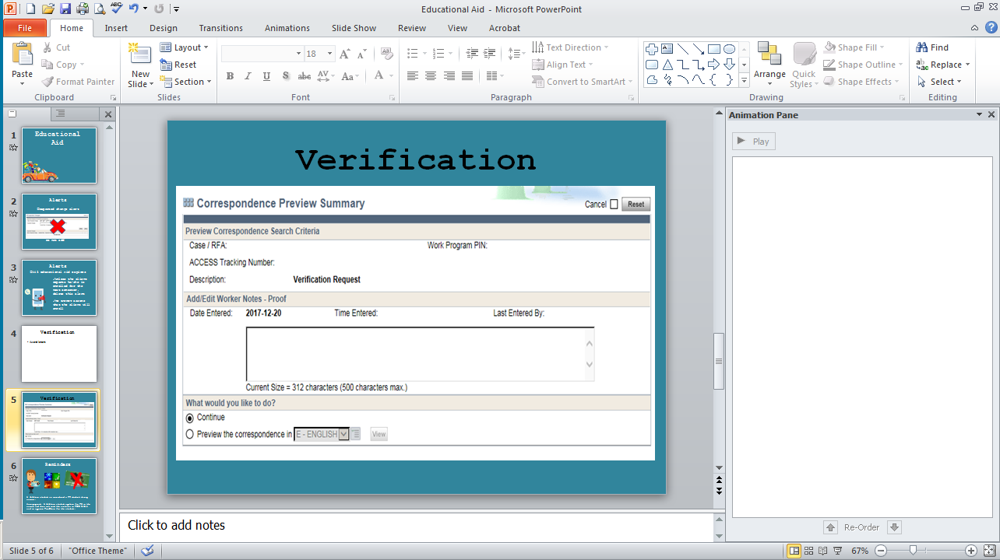 Educational Aid - Microsoft PowerPoint
File Home Insert Design Transitions Animations Slide Show Review View Acrobat
Paste
Cut
Copy
Format Painter
Clipboard
New Slide
Layout
Reset
Section
Slides
18
B I U S abc AV Aa A
Font
Text Direction
Align Text
Convert to SmartArt
Paragraph
Arrange
Quick Styles
Shape Fill
Shape Outline
Shape Effects
Drawing
Find
Replace
Select
Editing
1
Educational
Aid
2
Alerts
3
Alerts
4
Verification
5
Verification
6
Reminders
Verification
Correspondence Preview Summary
Cancel Reset
Preview Correspondence Search Criteria
Case / RFA: Work Program PIN:
ACCESS Tracking Number:
Description: Verification Request
Add/Edit Worker Notes - Proof
Date Entered: 2017-12-20 Time Entered: Last Entered By:
Current Size = 312 characters (500 characters max.)
What would you like to do?
Continue
Preview the correspondence in E - ENGLISH View
Click to add notes
Animation Pane
Play
Re-Order
Slide 5 of 6 "Office Theme" 67%